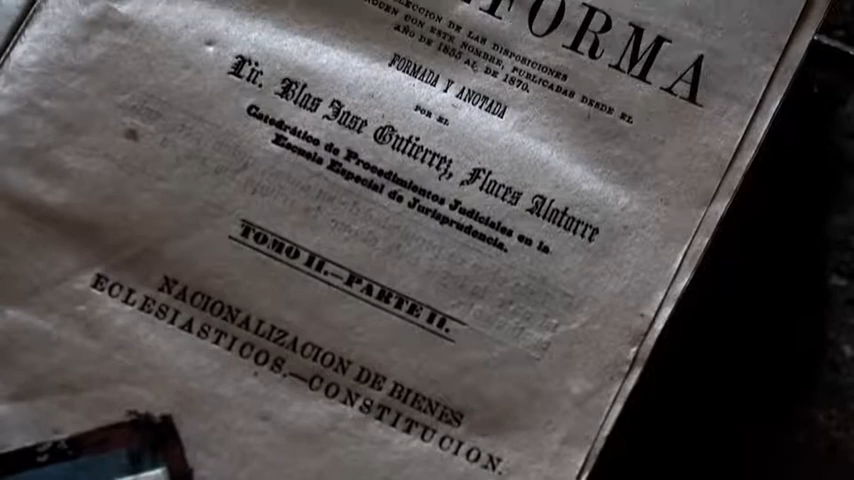 REFORMA
COLECCION DE LAS DISPOSICIONES
CON ESTE NOMBRE, PUBLICADAS DESDE EL
AÑO DE 1855 AL DE 1870.
FORMADA Y ANOTADA
POR EL
Lic. Blas José Gutierrez, Flores Alatorre
Catedrático de Procedimientos Judiciales en la
Escuela Especial de Jurisprudencia.
TOMO II.—PARTE II.
NACIONALIZACION DE BIENES
ECLESIASTICOS.—CONSTITUCION